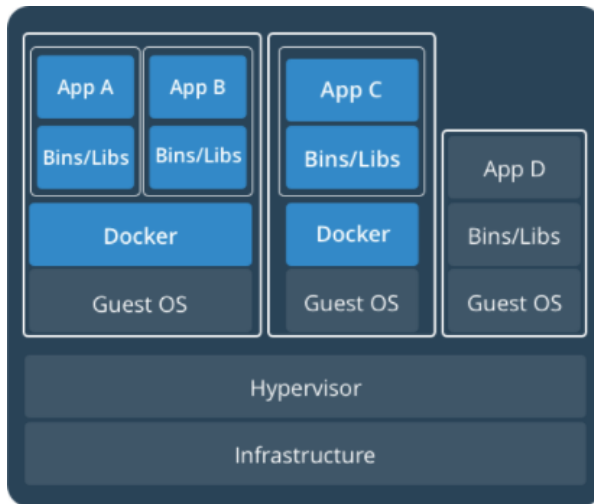 App A
Bins/Libs
App B
Bins/Libs
Docker
Guest OS
App C
Bins/Libs
Docker
Guest OS
App D
Bins/Libs
Guest OS
Hypervisor
Infrastructure